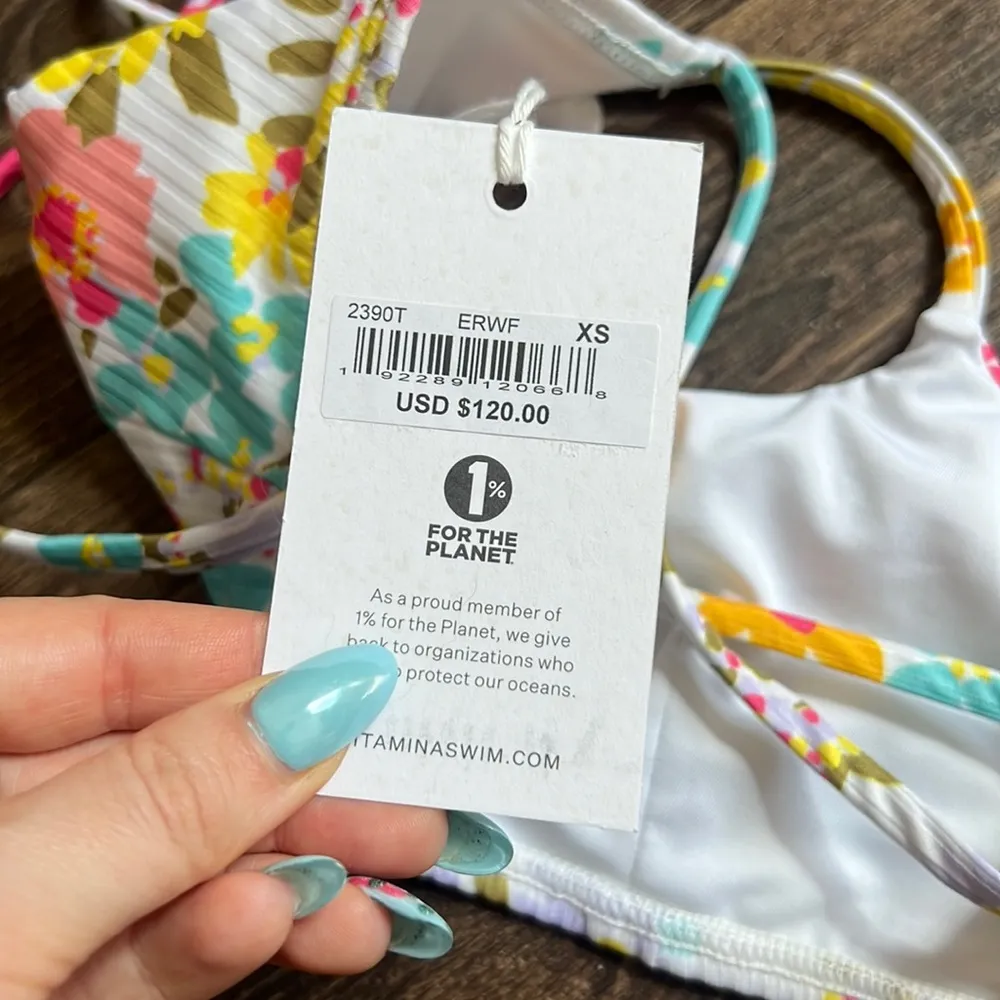 2390T ERWF XS
1 92289 12066 8
USD $120.00
1%
FOR THE
PLANET
As a proud member of
1% for the Planet, we give
back to organizations who
protect our oceans.
ITAMINASWIM.COM